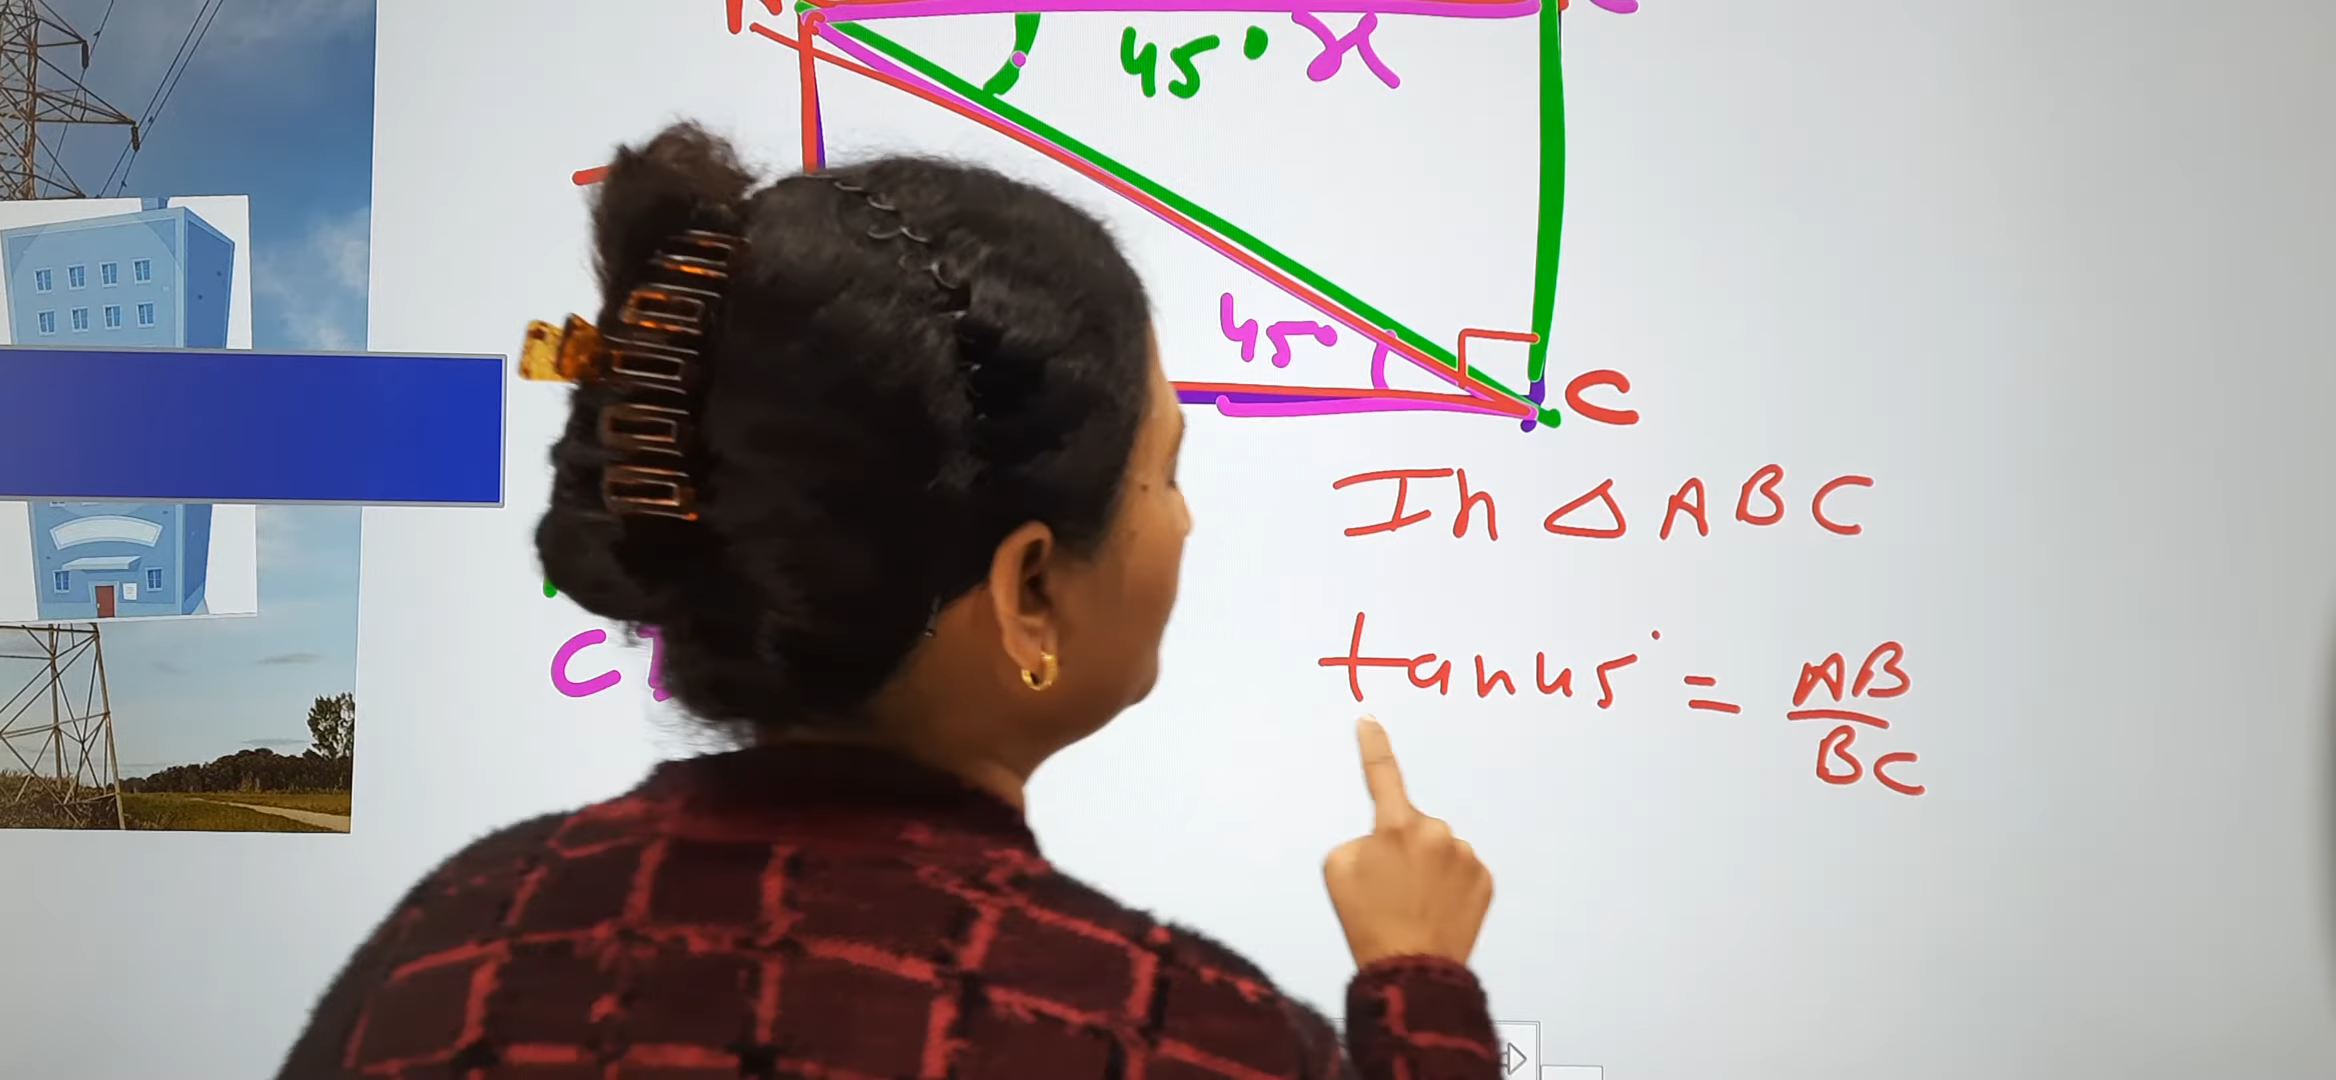 45° x
45°
C
In △ ABC
tan45° = AB/BC